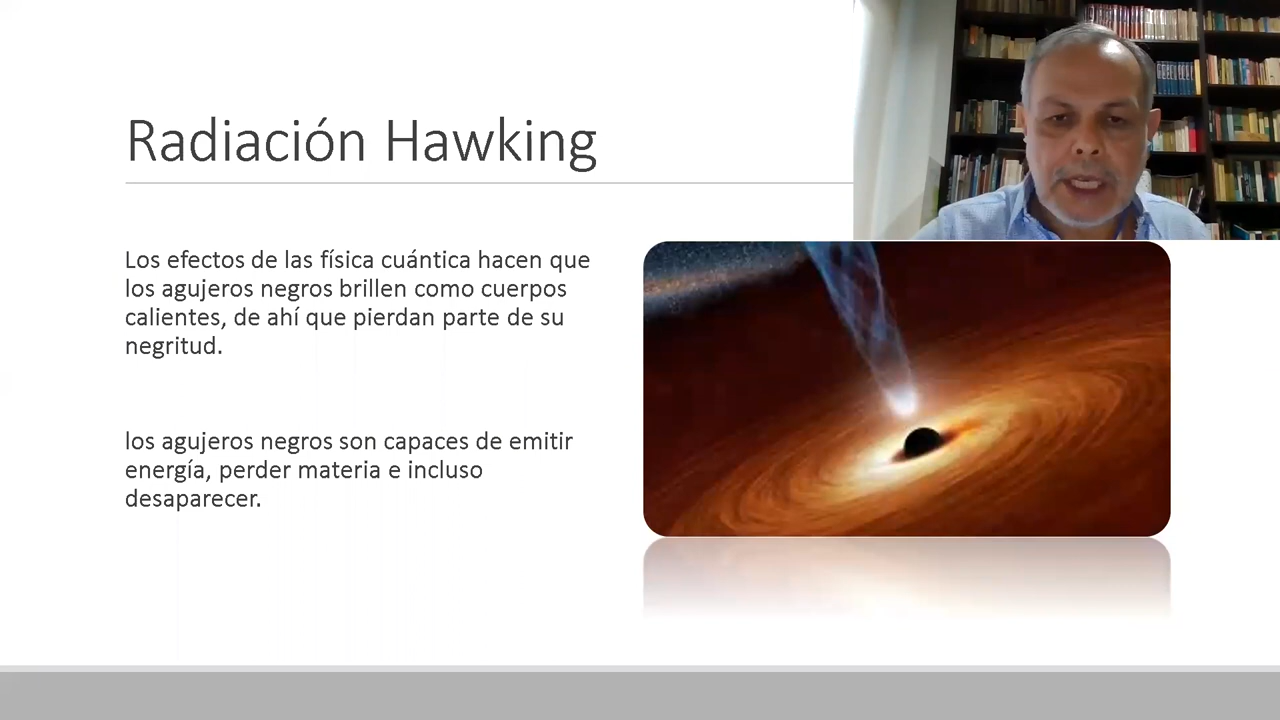 Radiación Hawking
Los efectos de las física cuántica hacen que
los agujeros negros brillen como cuerpos
calientes, de ahí que pierdan parte de su
negritud.
los agujeros negros son capaces de emitir
energía, perder materia e incluso
desaparecer.